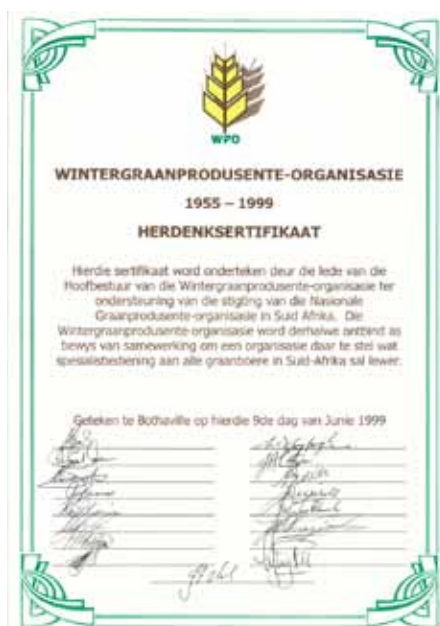 WPO
WINTERGRAANPRODUSENTE-ORGANISASIE
1955 – 1999
HERDENKSERTIFIKAAT
Hierdie sertifikaat word onderteken deur die lede van die
Hoofbestuur van die Wintergraanprodusente-organisasie ter
ondersteuning van die stigting van die Nasionale
Graanprodusente-organisasie in Suid Afrika. Die
Wintergraanprodusente-organisasie word derhalwe ontbind as
bewys van samewerking om een organisasie daar te stel wat
spesialisbediening aan alle graanboere in Suid-Afrika sal lewer.
Geteken te Bothaville op hierdie 9de dag van Junie 1999